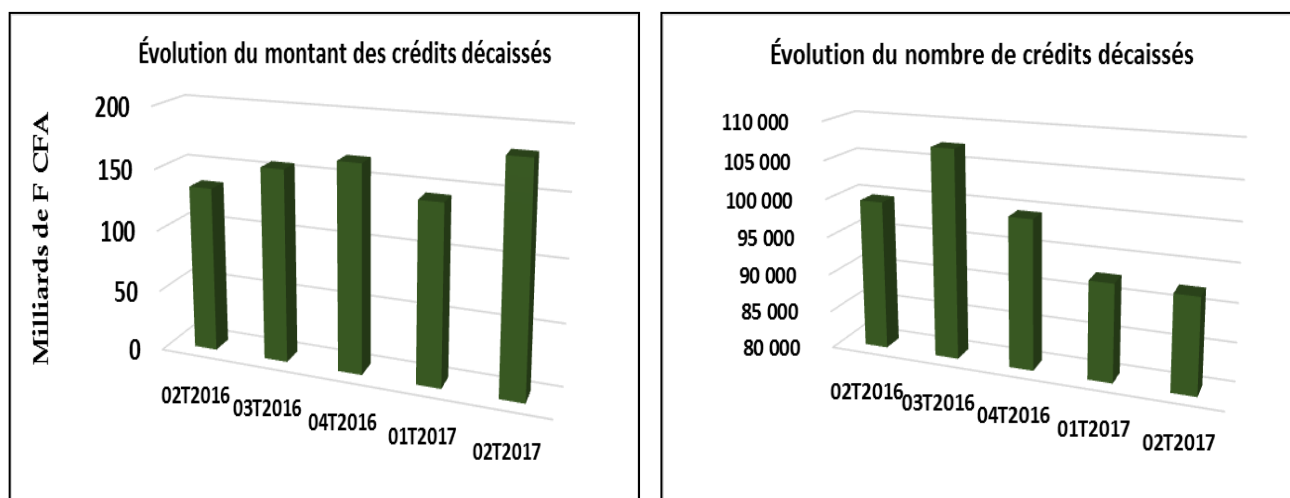 Évolution du montant des crédits décaissés
Milliards de F CFA
200
150
100
50
0
02T2016
03T2016
04T2016
01T2017
02T2017
Évolution du nombre de crédits décaissés
110 000
105 000
100 000
95 000
90 000
85 000
80 000
02T2016
03T2016
04T2016
01T2017
02T2017